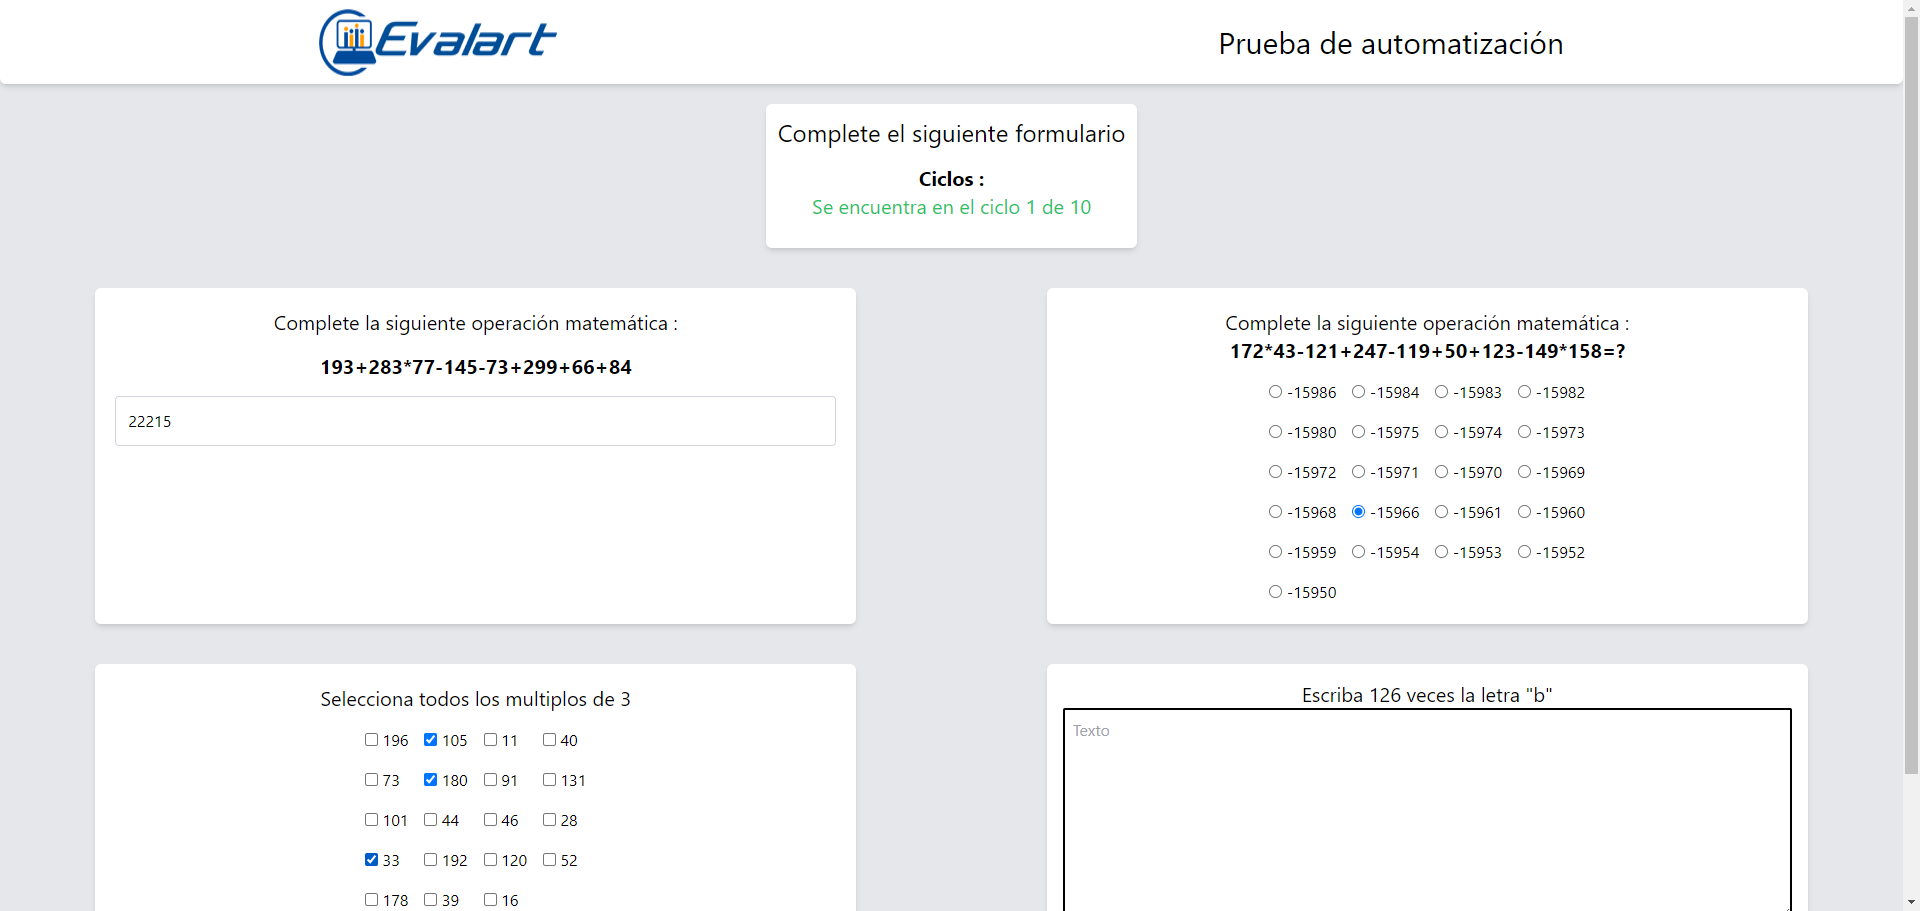 Evalart
Prueba de automatización
Complete el siguiente formulario
Ciclos :
Se encuentra en el ciclo 1 de 10
Complete la siguiente operación matemática :
193+283*77-145-73+299+66+84
22215
Complete la siguiente operación matemática :
172*43-121+247-119+50+123-149*158=?
-15986 -15984 -15983 -15982
-15980 -15975 -15974 -15973
-15972 -15971 -15970 -15969
-15968 -15966 -15961 -15960
-15959 -15954 -15953 -15952
-15950
Selecciona todos los multiplos de 3
196 105 11 40
73 180 91 131
101 44 46 28
33 192 120 52
178 39 16
Escriba 126 veces la letra "b"
Texto